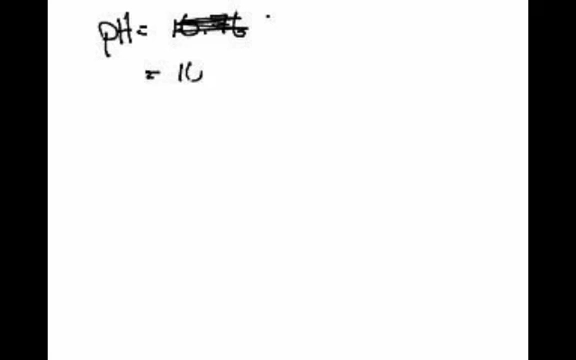 pH =
= 10